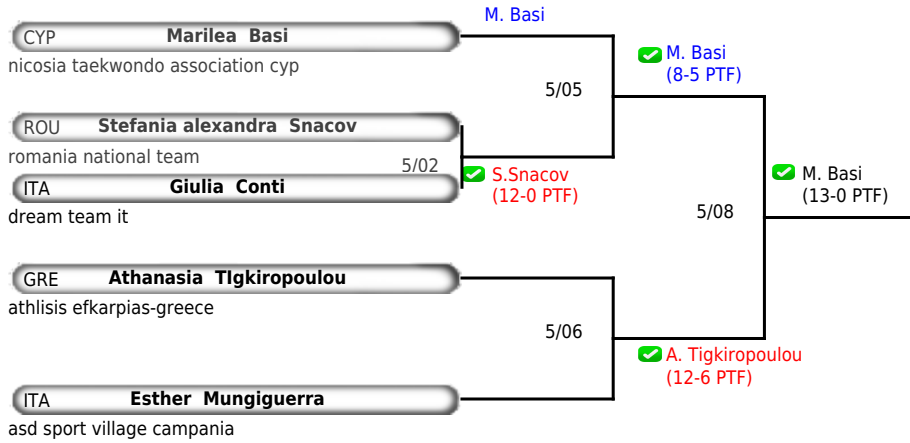 M. Basi
CYP Marilea Basi
nicosia taekwondo association cyp
M. Basi
(8-5 PTF)
5/05
ROU Stefania alexandra Snacov
romania national team
5/02
S.Snacov
(12-0 PTF)
ITA Giulia Conti
dream team it
M. Basi
(13-0 PTF)
5/08
GRE Athanasia TIgkiropoulou
athlisis efkarpias-greece
5/06
A. Tigkiropoulou
(12-6 PTF)
ITA Esther Mungiguerra
asd sport village campania